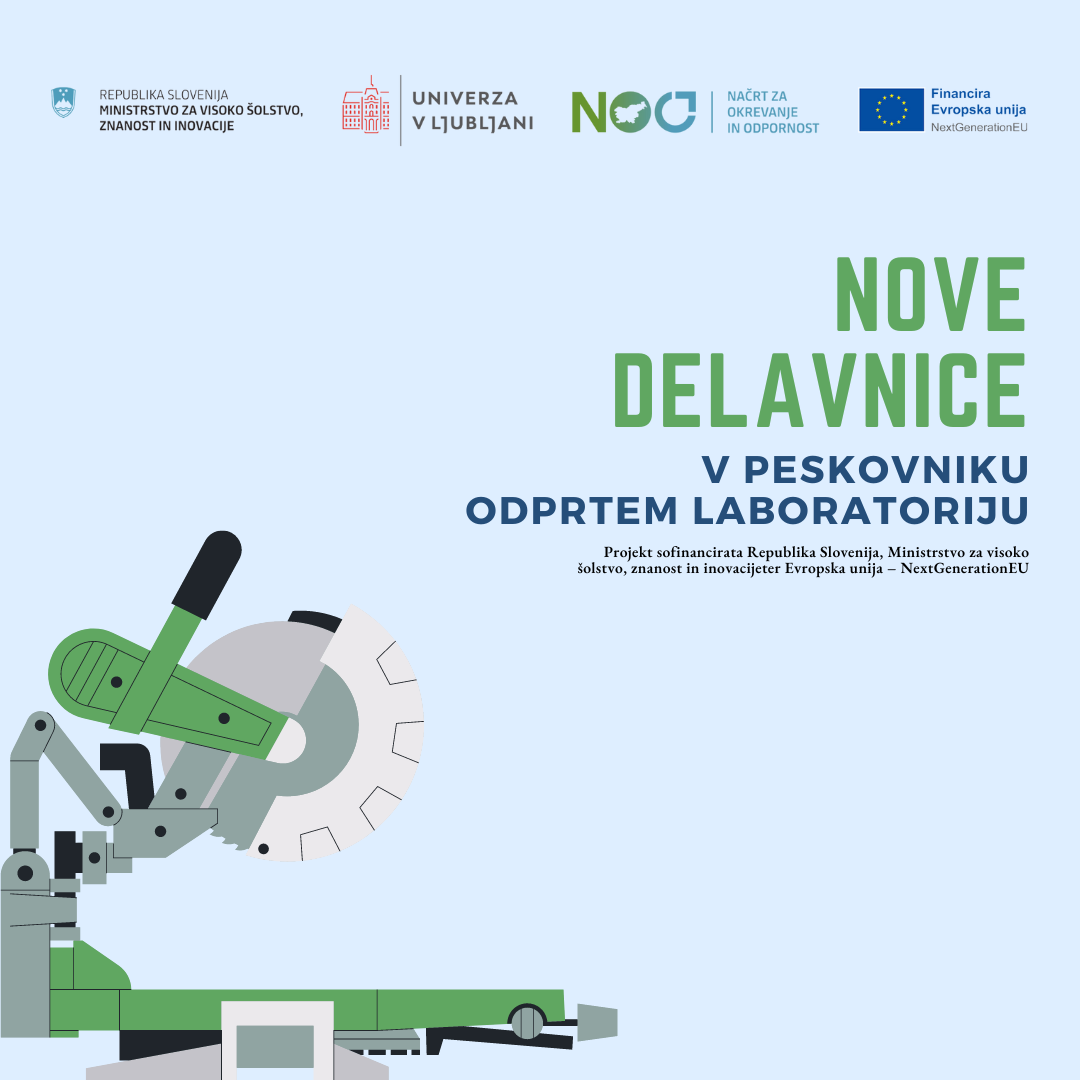 REPUBLIKA SLOVENIJA
MINISTRSTVO ZA VISOKO ŠOLSTVO,
ZNANOST IN INOVACIJE
UNIVERZA
V LJUBLJANI
NOO
NAČRT ZA
OKREVANJE
IN ODPORNOST
Financira
Evropska unija
NextGenerationEU
NOVE
DELAVNICE
V PESKOVNIKU
ODPRTEM LABORATORIJU
Projekt sofinancirata Republika Slovenija, Ministrstvo za visoko
šolstvo, znanost in inovacijeter Evropska unija – NextGenerationEU